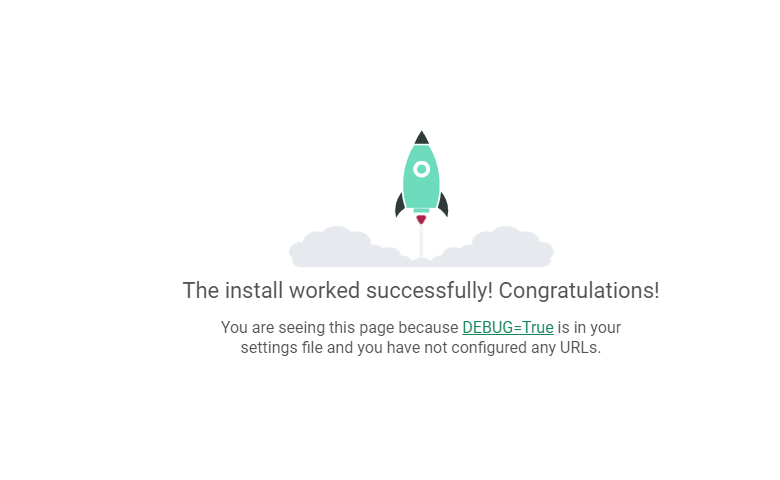 The install worked successfully! Congratulations!
You are seeing this page because DEBUG=True is in your
settings file and you have not configured any URLs.